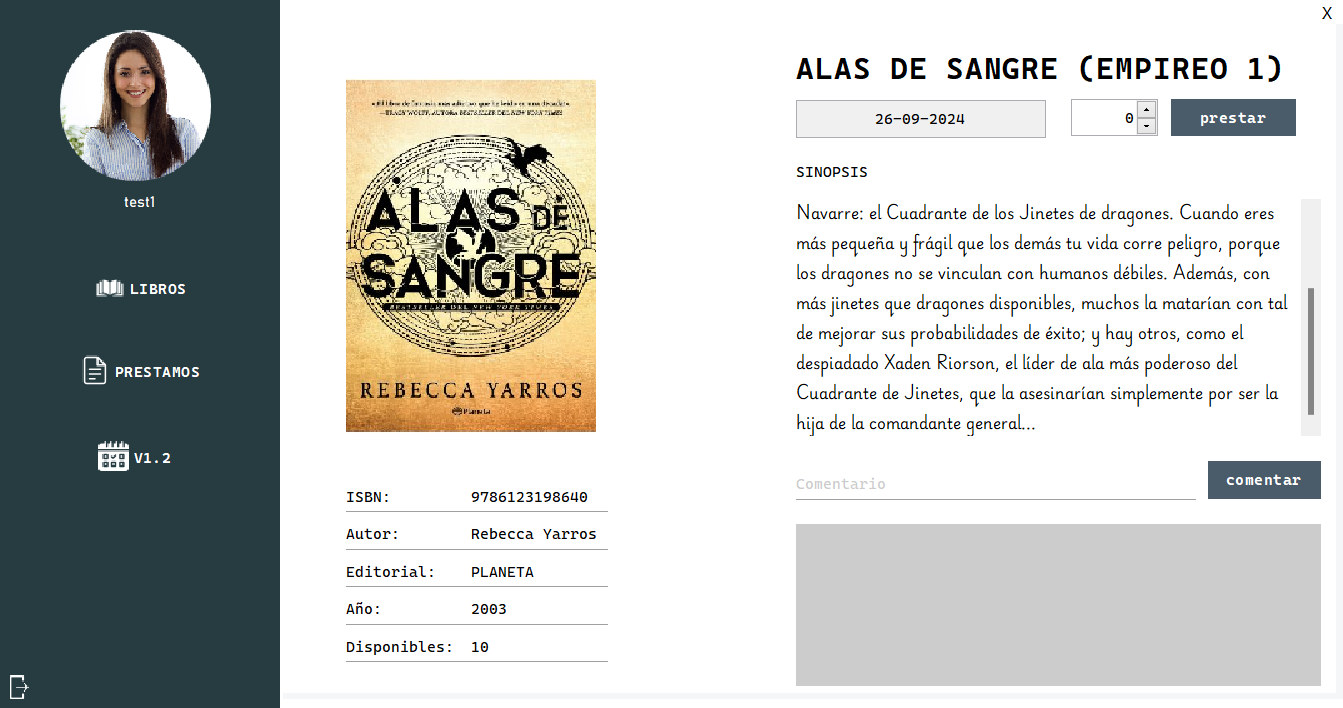 X
test1
LIBROS
PRESTAMOS
V1.2
ALAS DE
SANGRE
BESTSELLER DEL NEW YORK TIMES
REBECCA YARROS
Planeta
ISBN: 9786123198640
Autor: Rebecca Yarros
Editorial: PLANETA
Año: 2003
Disponibles: 10
ALAS DE SANGRE (EMPIREO 1)
26-09-2024 0 prestar
SINOPSIS
Navarre: el Cuadrante de los Jinetes de dragones. Cuando eres
más pequeña y frágil que los demás tu vida corre peligro, porque
los dragones no se vinculan con humanos débiles. Además, con
más jinetes que dragones disponibles, muchos la matarían con tal
de mejorar sus probabilidades de éxito; y hay otros, como el
despiadado Xaden Riorson, el líder de ala más poderoso del
Cuadrante de Jinetes, que la asesinarían simplemente por ser la
hija de la comandante general...
Comentario comentar